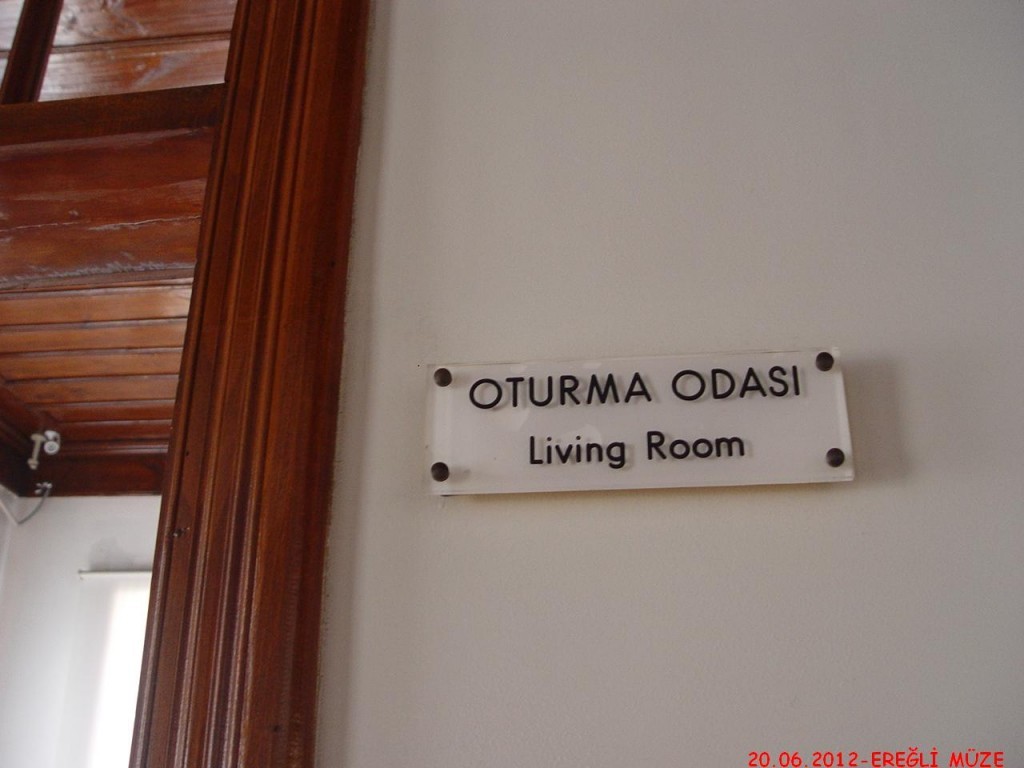 OTURMA ODASI
Living Room
20.06.2012-EREĞLİ MÜZE